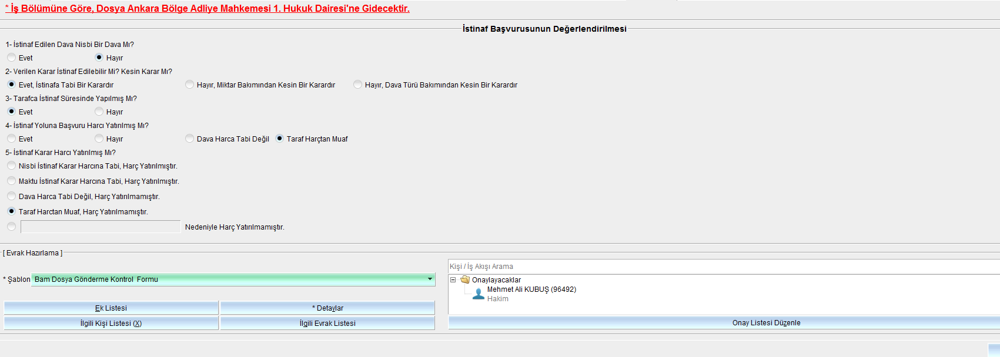 * İş Bölümüne Göre, Dosya Ankara Bölge Adliye Mahkemesi 1. Hukuk Dairesi'ne Gidecektir.
İstinaf Başvurusunun Değerlendirilmesi
1- İstinaf Edilen Dava Nisbi Bir Dava Mı?
Evet Hayır
2- Verilen Karar İstinaf Edilebilir Mi? Kesin Karar Mı?
Evet, İstinafa Tabi Bir Karardır Hayır, Miktar Bakımından Kesin Bir Karardır Hayır, Dava Türü Bakımından Kesin Bir Karardır
3- Tarafca İstinaf Süresinde Yapılmış Mı?
Evet Hayır
4- İstinaf Yoluna Başvuru Harcı Yatırılmış Mı?
Evet Hayır Dava Harca Tabi Değil Taraf Harçtan Muaf
5- İstinaf Karar Harcı Yatırılmış Mı?
Nisbi İstinaf Karar Harcına Tabi, Harç Yatırılmıştır.
Maktu İstinaf Karar Harcına Tabi, Harç Yatırılmıştır.
Dava Harca Tabi Değil, Harç Yatırılmamıştır.
Taraf Harctan Muaf, Harç Yatırılmamıştır.
Nedeniyle Harç Yatırılmamıştır.
[ Evrak Hazırlama ]
* Şablon Bam Dosya Gönderme Kontrol Formu
Ek Listesi * Detaylar
İlgili Kişi Listesi (X) İlgili Evrak Listesi
Kişi / İş Akışı Arama
Onaylayacaklar
Mehmet Ali KUBUŞ (96492)
Hakim
Onay Listesi Düzenle